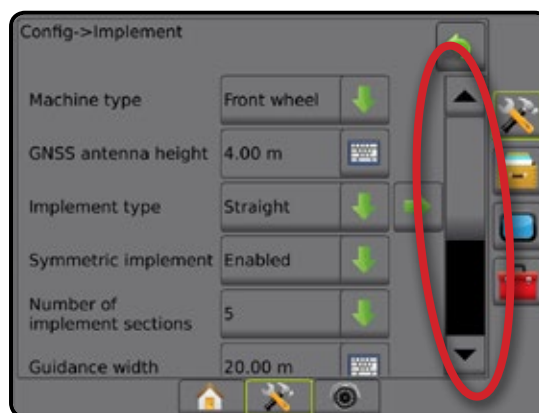 Config->Implement
Machine type Front wheel
GNSS antenna height 4.00 m
Implement type Straight
Symmetric implement Enabled
Number of
implement sections 5
Guidance width 20.00 m